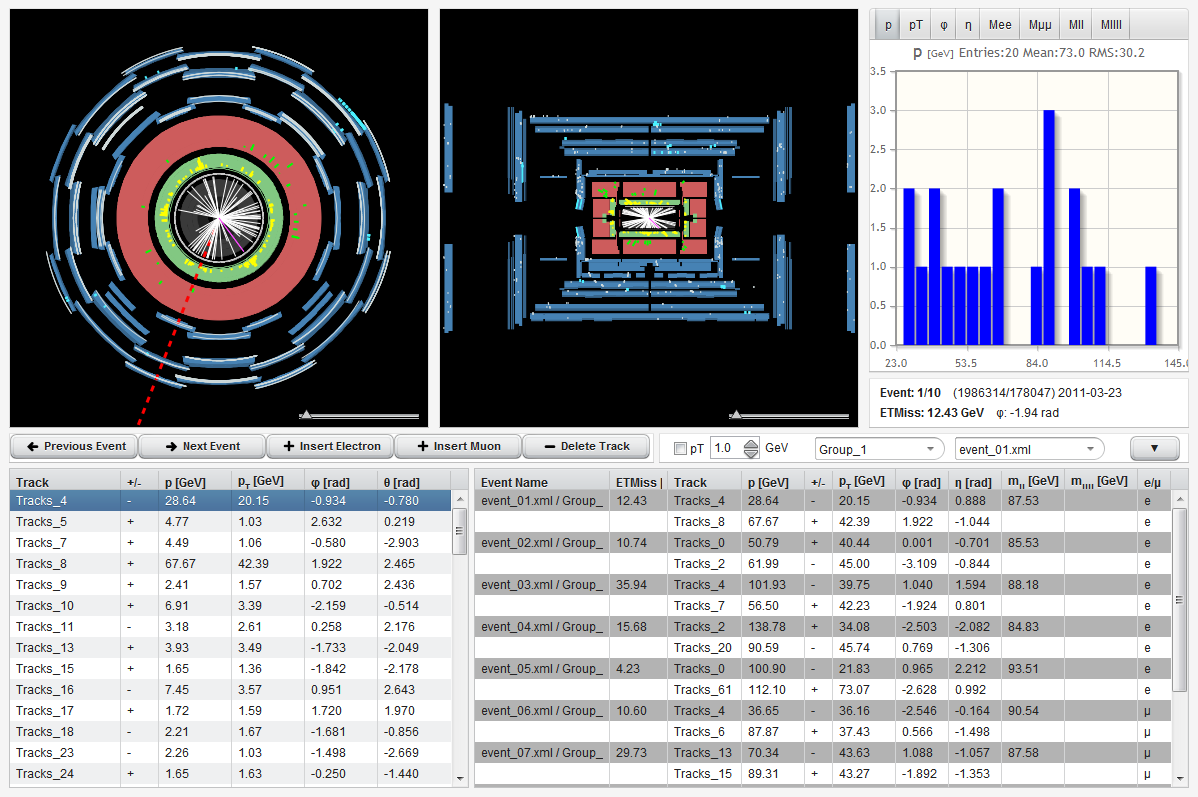 p pT φ η Mee Mμμ Mll Mllll
p [GeV] Entries:20 Mean:73.0 RMS:30.2
3.5
3.0
2.5
2.0
1.5
1.0
0.5
0.0
23.0 53.5 84.0 114.5 145.0
Event: 1/10 (1986314/178047) 2011-03-23
ETMiss: 12.43 GeV φ: -1.94 rad
Previous Event Next Event Insert Electron Insert Muon Delete Track pT 1.0 GeV Group_1 event_01.xml
Track +/- p [GeV] pT [GeV] φ [rad] θ [rad]
Tracks_4 - 28.64 20.15 -0.934 -0.780
Tracks_5 + 4.77 1.03 2.632 0.219
Tracks_7 + 4.49 1.06 -0.580 -2.903
Tracks_8 + 67.67 42.39 1.922 2.465
Tracks_9 + 2.41 1.57 0.702 2.436
Tracks_10 + 6.91 3.39 -2.159 -0.514
Tracks_11 - 3.18 2.61 0.258 2.176
Tracks_13 + 3.93 3.49 -1.733 -2.049
Tracks_15 + 1.65 1.36 -1.842 -2.178
Tracks_16 - 7.45 3.57 0.951 2.643
Tracks_17 + 1.72 1.59 1.720 1.970
Tracks_18 - 2.21 1.67 -1.681 -0.856
Tracks_23 - 2.26 1.03 -1.498 -2.669
Tracks_24 + 1.65 1.63 -0.250 -1.440
Event Name ETMiss | Track p [GeV] +/- pT [GeV] φ [rad] η [rad] mll [GeV] mllll [GeV] e/μ
event_01.xml / Group_ 12.43 Tracks_4 28.64 - 20.15 -0.934 0.888 87.53 e
Tracks_8 67.67 + 42.39 1.922 -1.044 e
event_02.xml / Group_ 10.74 Tracks_0 50.79 + 40.44 0.001 -0.701 85.53 e
Tracks_2 61.99 - 45.00 -3.109 -0.844 e
event_03.xml / Group_ 35.94 Tracks_4 101.93 - 39.75 1.040 1.594 88.18 e
Tracks_7 56.50 + 42.23 -1.924 0.801 e
event_04.xml / Group_ 15.68 Tracks_2 138.78 + 34.08 -2.503 -2.082 84.83 e
Tracks_20 90.59 - 45.74 0.769 -1.306 e
event_05.xml / Group_ 4.23 Tracks_0 100.90 - 21.83 0.965 2.212 93.51 e
Tracks_61 112.10 + 73.07 -2.628 0.992 e
event_06.xml / Group_ 10.60 Tracks_4 36.65 - 36.16 -2.546 -0.164 90.54 μ
Tracks_6 87.87 + 37.43 0.566 -1.498 μ
event_07.xml / Group_ 29.73 Tracks_13 70.34 - 43.63 1.088 -1.057 87.58 μ
Tracks_15 89.31 + 43.27 -1.892 -1.353 μ